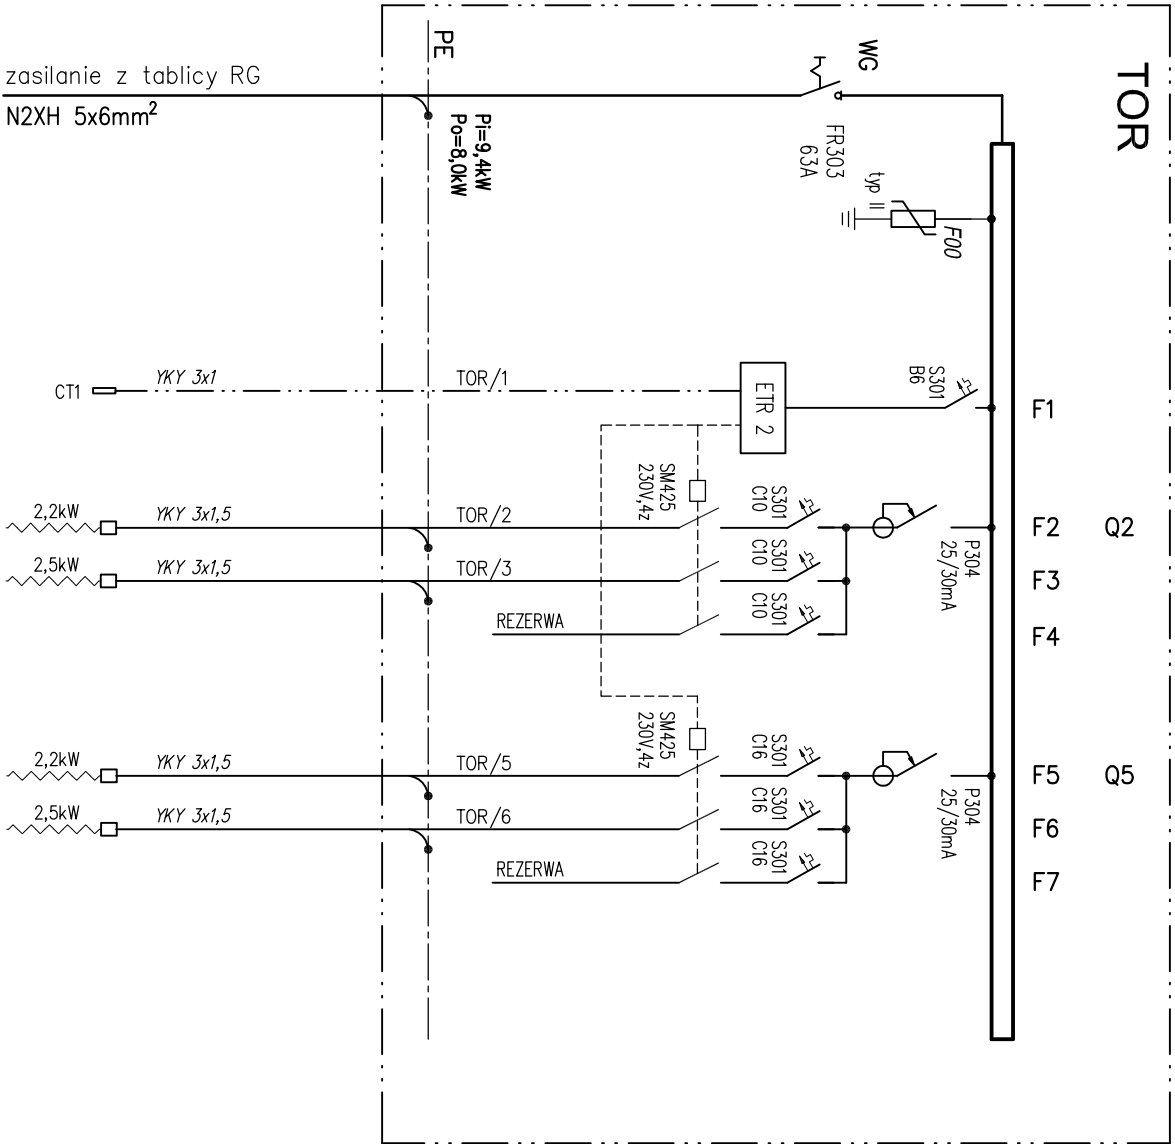 TOR
PE
WG
zasilanie z tablicy RG
N2XH 5x6mm²
Pi=9,4kW
Po=8,0kW
FR303
63A
typ II
F00
CT1
YKY 3x1
TOR/1
ETR 2
S301
B6
F1
SM425
230V,4z
2,2kW
YKY 3x1,5
TOR/2
S301
C10
P304
25/30mA
F2
Q2
2,5kW
YKY 3x1,5
TOR/3
S301
C10
F3
REZERWA
S301
C10
F4
SM425
230V,4z
2,2kW
YKY 3x1,5
TOR/5
S301
C16
P304
25/30mA
F5
Q5
2,5kW
YKY 3x1,5
TOR/6
S301
C16
F6
REZERWA
S301
C16
F7